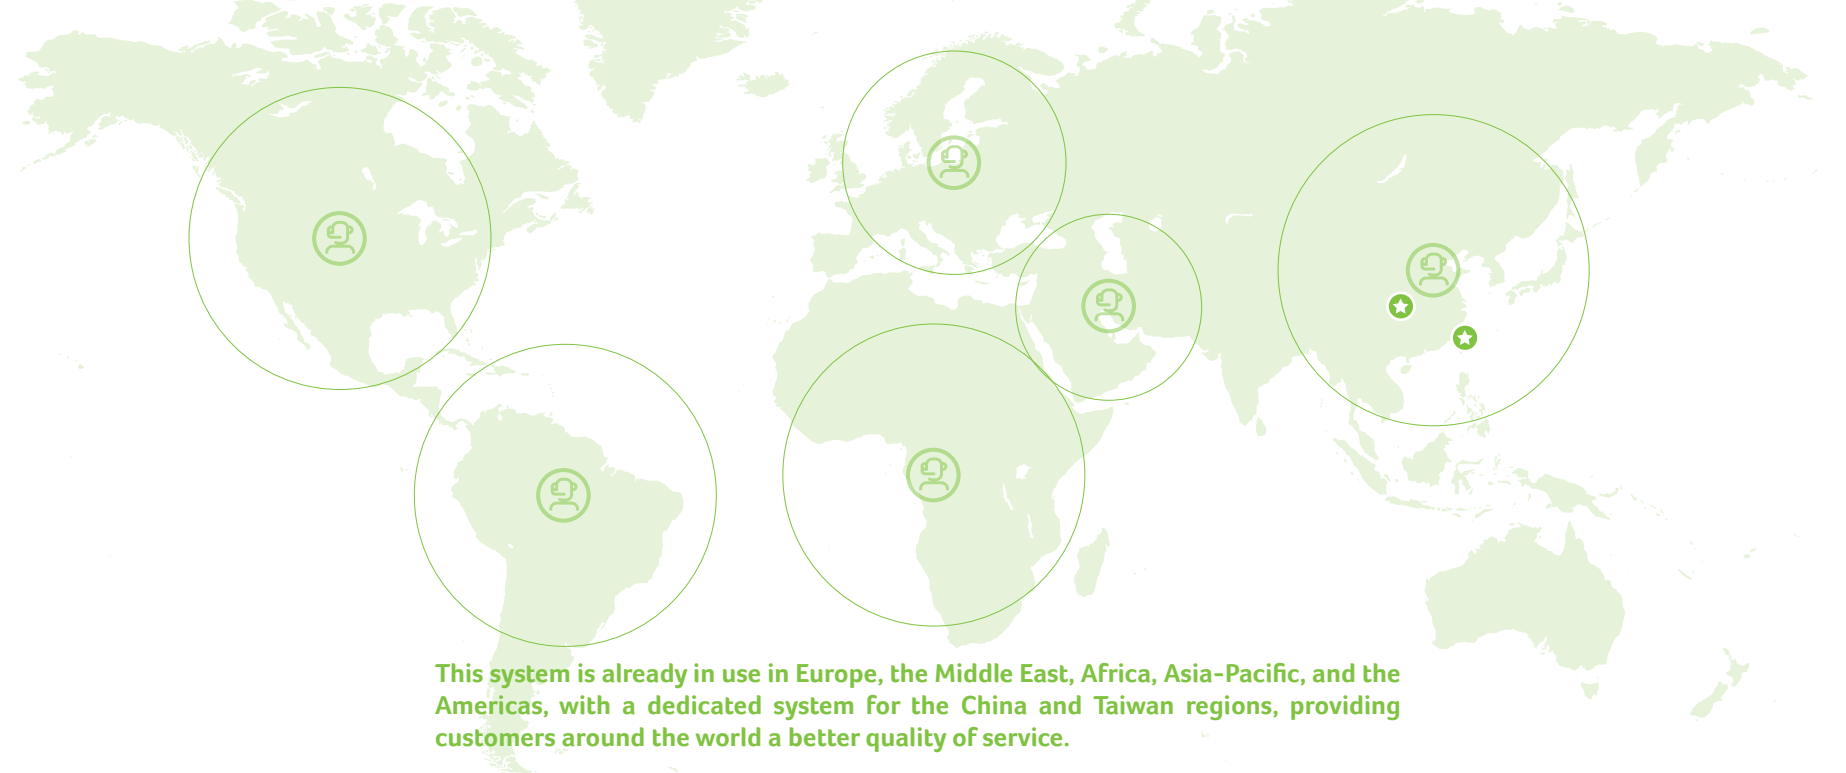 This system is already in use in Europe, the Middle East, Africa, Asia-Pacific, and the
Americas, with a dedicated system for the China and Taiwan regions, providing
customers around the world a better quality of service.